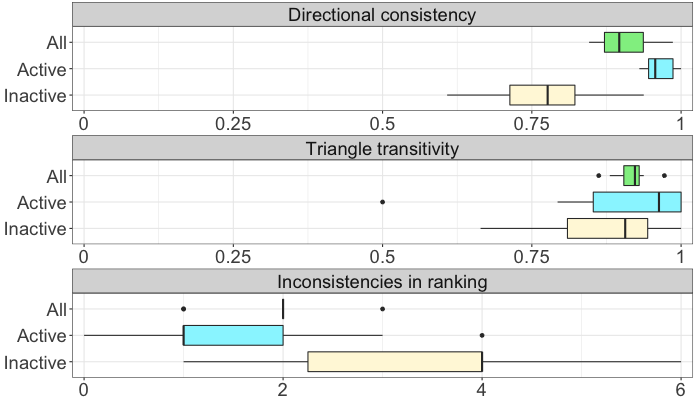 Directional consistency
All
Active
Inactive
0 0.25 0.5 0.75 1
Triangle transitivity
All
Active
Inactive
0 0.25 0.5 0.75 1
Inconsistencies in ranking
All
Active
Inactive
0 2 4 6